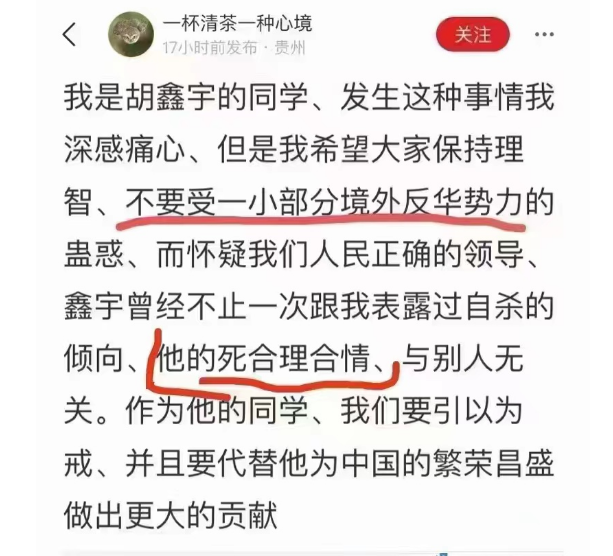 一杯清茶一种心境
17小时前发布·贵州
关注
我是胡鑫宇的同学、发生这种事情我
深感痛心、但是我希望大家保持理
智、不要受一小部分境外反华势力的
蛊惑、而怀疑我们人民正确的领导、
鑫宇曾经不止一次跟我表露过自杀的
倾向、他的死合理合情、与别人无
关。作为他的同学、我们要引以为
戒、并且要代替他为中国的繁荣昌盛
做出更大的贡献